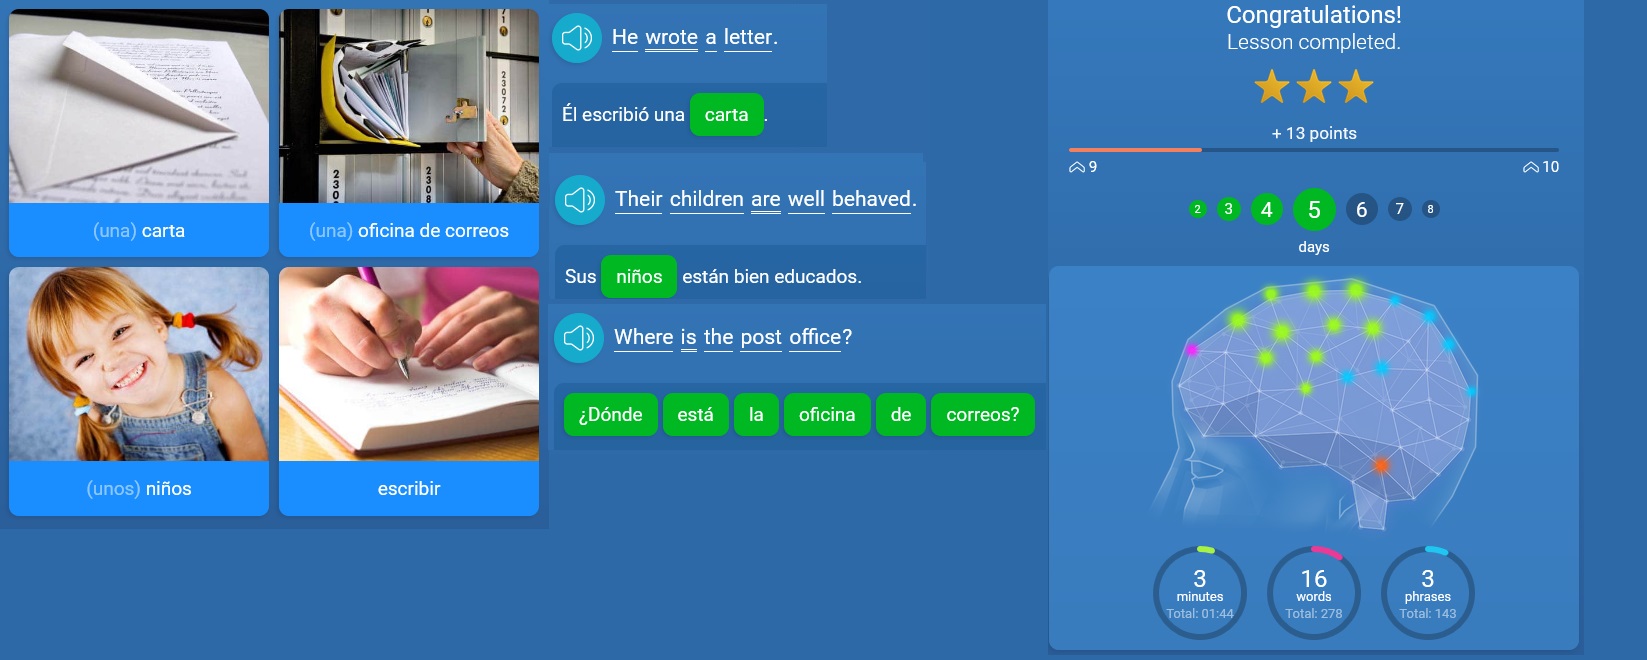 (una) carta
(una) oficina de correos
(unos) niños
escribir
He wrote a letter.
Él escribió una carta.
Their children are well behaved.
Sus niños están bien educados.
Where is the post office?
¿Dónde está la oficina de correos?
Congratulations!
Lesson completed.
+ 13 points
9 10
2 3 4 5 6 7 8
days
3
minutes
Total: 01:44
16
words
Total: 278
3
phrases
Total: 143